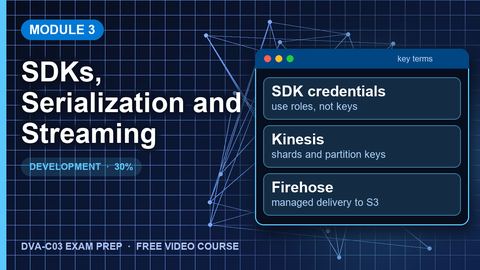 MODULE 3
SDKs,
Serialization and
Streaming
DEVELOPMENT · 30%
key terms
SDK credentials
use roles, not keys
Kinesis
shards and partition keys
Firehose
managed delivery to S3
DVA-C03 EXAM PREP · FREE VIDEO COURSE